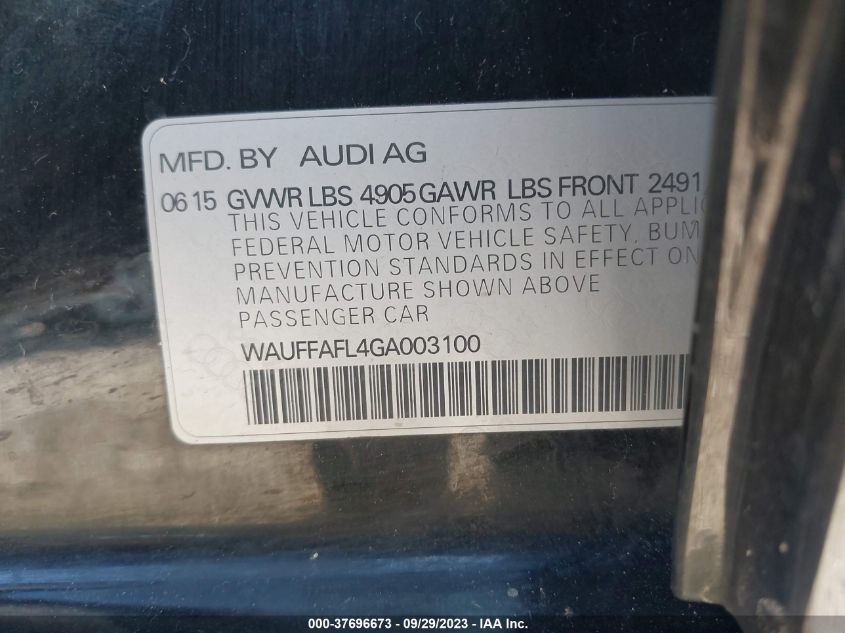 MFD. BY AUDI AG
06 15 GVWR LBS 4905 GAWR LBS FRONT 2491
THIS VEHICLE CONFORMS TO ALL APPLIC
FEDERAL MOTOR VEHICLE SAFETY, BUM
PREVENTION STANDARDS IN EFFECT ON
MANUFACTURE SHOWN ABOVE
PASSENGER CAR
WAUFFAFL4GA003100
000-37696673 - 09/29/2023 - IAA, Inc.